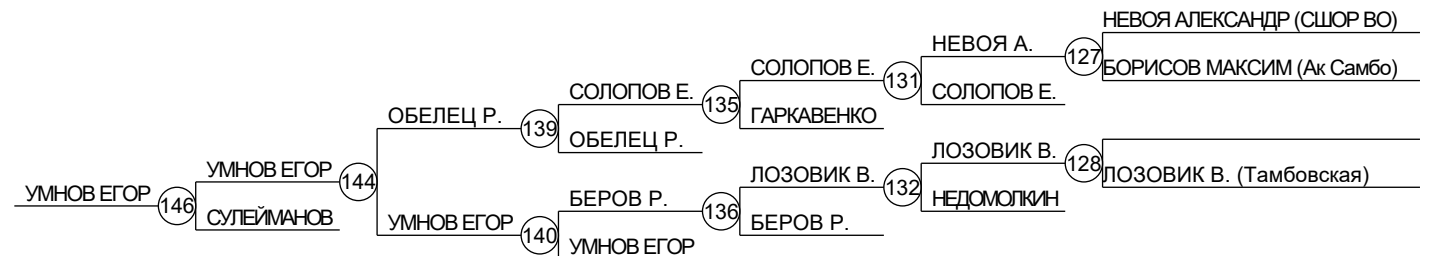 НЕВОЯ АЛЕКСАНДР (СШОР ВО)
НЕВОЯ А.
127
СОЛОПОВ Е.
131
БОРИСОВ МАКСИМ (Ак Самбо)
СОЛОПОВ Е.
135
СОЛОПОВ Е.
ОБЕЛЕЦ Р.
139
ГАРКАВЕНКО
ОБЕЛЕЦ Р.
УМНОВ ЕГОР
144
ЛОЗОВИК В.
128
УМНОВ ЕГОР
146
ЛОЗОВИК В.
132
ЛОЗОВИК В. (Тамбовская)
БЕРОВ Р.
136
НЕДОМОЛКИН
СУЛЕЙМАНОВ
УМНОВ ЕГОР
140
БЕРОВ Р.
УМНОВ ЕГОР